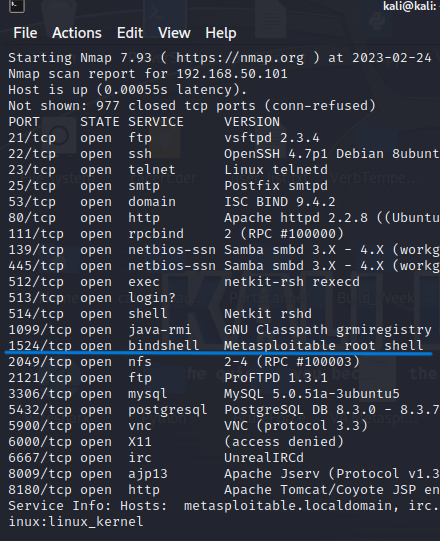 kali@kali:
File Actions Edit View Help
Starting Nmap 7.93 ( https://nmap.org ) at 2023-02-24
Nmap scan report for 192.168.50.101
Host is up (0.00055s latency).
Not shown: 977 closed tcp ports (conn-refused)
PORT STATE SERVICE VERSION
21/tcp open ftp vsftpd 2.3.4
22/tcp open ssh OpenSSH 4.7p1 Debian 8ubunt
23/tcp open telnet Linux telnetd
25/tcp open smtp Postfix smtpd
53/tcp open domain ISC BIND 9.4.2
80/tcp open http Apache httpd 2.2.8 ((Ubuntu
111/tcp open rpcbind 2 (RPC #100000)
139/tcp open netbios-ssn Samba smbd 3.X - 4.X (workg
445/tcp open netbios-ssn Samba smbd 3.X - 4.X (workg
512/tcp open exec netkit-rsh rexecd
513/tcp open login?
514/tcp open shell Netkit rshd
1099/tcp open java-rmi GNU Classpath grmiregistry
1524/tcp open bindshell Metasploitable root shell
2049/tcp open nfs 2-4 (RPC #100003)
2121/tcp open ftp ProFTPD 1.3.1
3306/tcp open mysql MySQL 5.0.51a-3ubuntu5
5432/tcp open postgresql PostgreSQL DB 8.3.0 - 8.3.7
5900/tcp open vnc VNC (protocol 3.3)
6000/tcp open X11 (access denied)
6667/tcp open irc UnrealIRCd
8009/tcp open ajp13 Apache Jserv (Protocol v1.3
8180/tcp open http Apache Tomcat/Coyote JSP en
Service Info: Hosts: metasploitable.localdomain, irc.
inux:linux_kernel